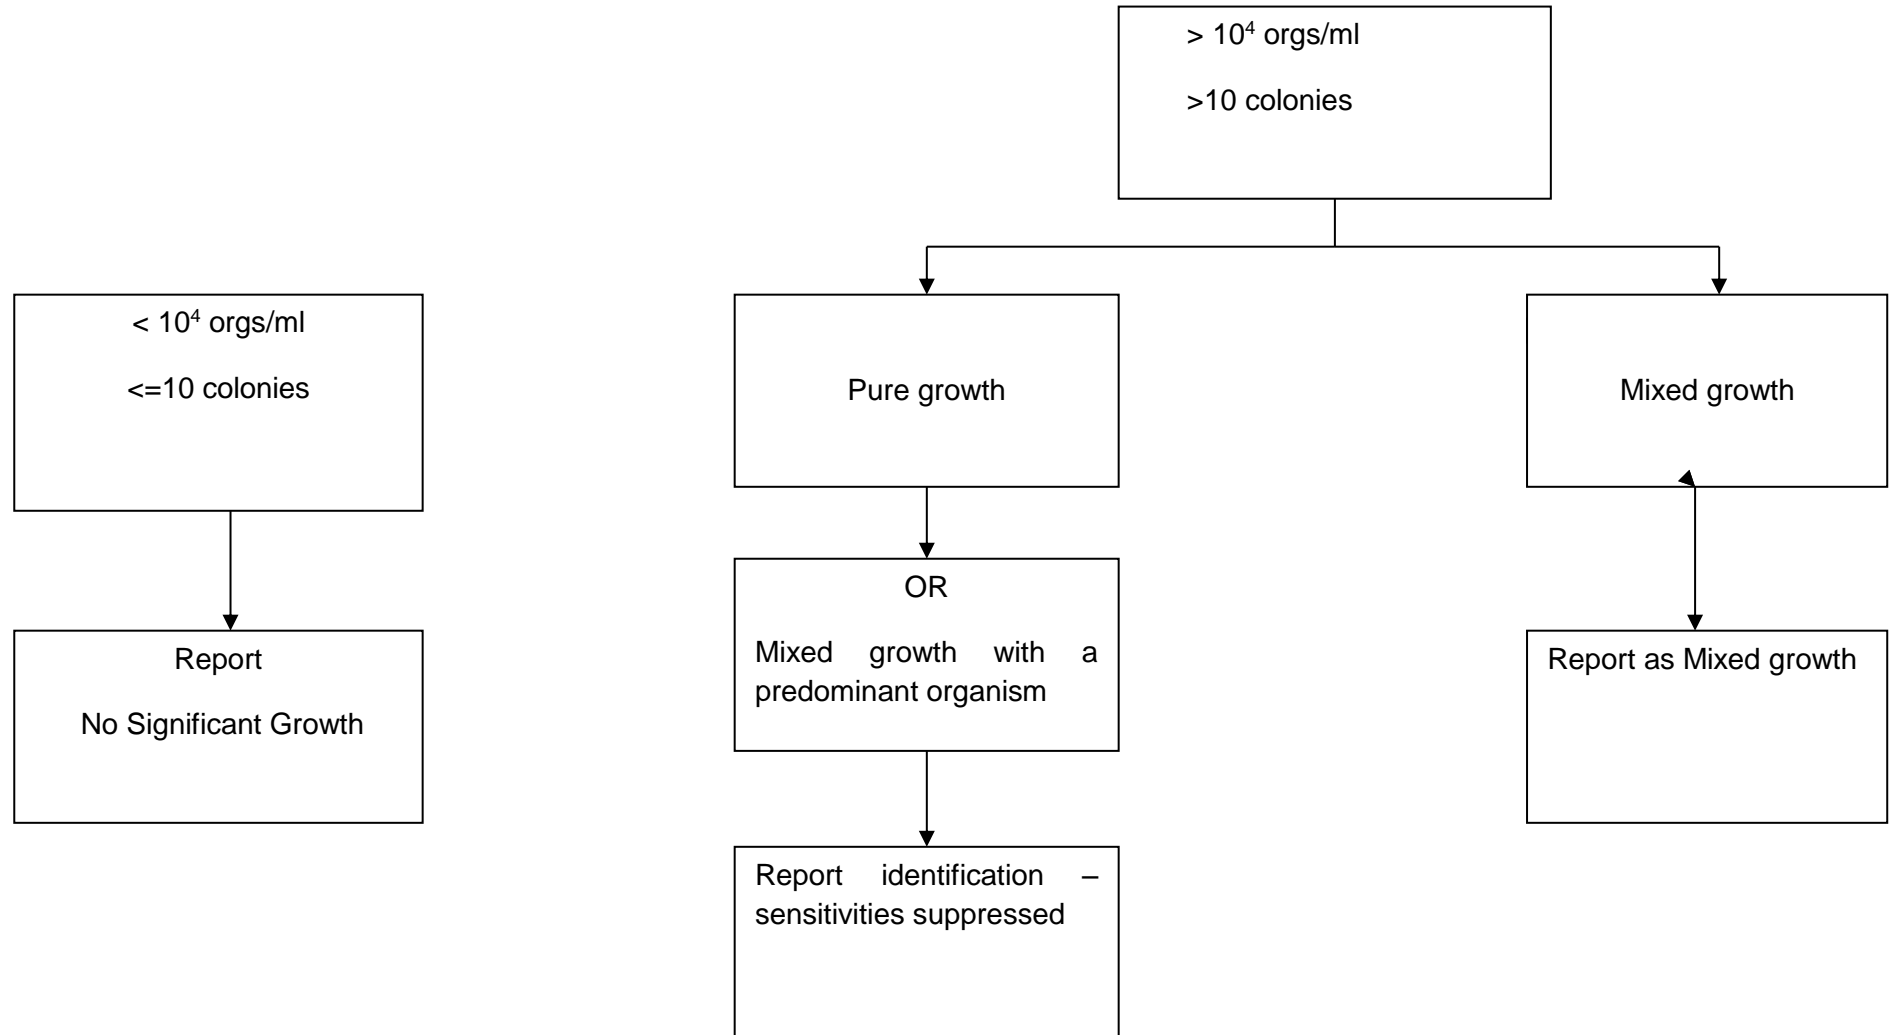 > 10⁴ orgs/ml
>10 colonies
< 10⁴ orgs/ml
<=10 colonies
Pure growth
Mixed growth
OR
Mixed growth with a
predominant organism
Report
No Significant Growth
Report as Mixed growth
Report identification –
sensitivities suppressed